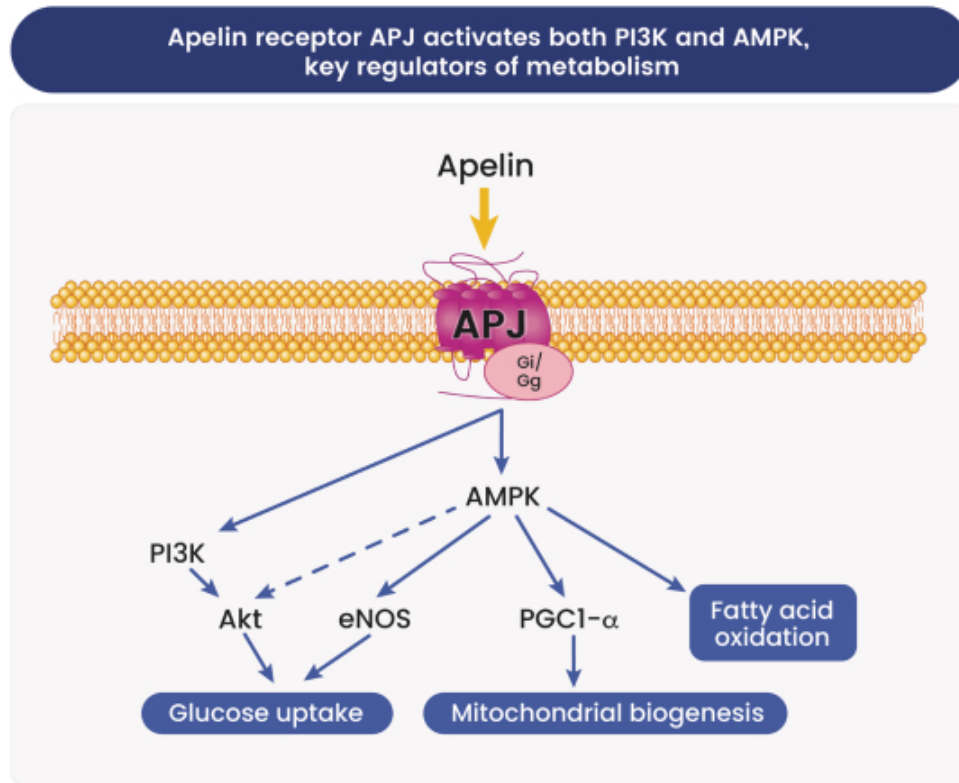 Apelin receptor APJ activates both PI3K and AMPK,
key regulators of metabolism
Apelin
APJ
Gi/
Gg
AMPK
PI3K
Akt
eNOS
PGC1-α
Fatty acid
oxidation
Glucose uptake
Mitochondrial biogenesis